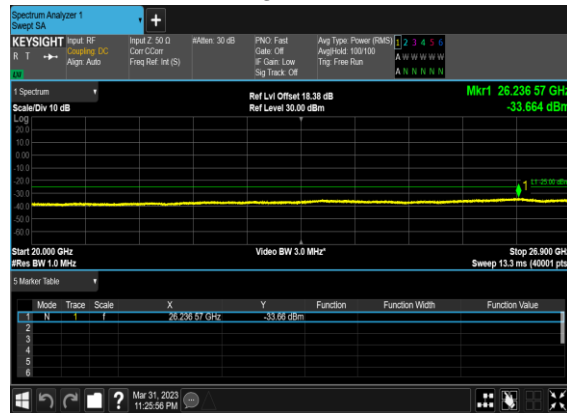 Spectrum Analyzer 1
Swept SA
+
KEYSIGHT Input: RF Input Z: 50 Ω #Atten: 30 dB PNO: Fast Avg Type: Power (RMS) 1 2 3 4 5 6
R T Coupling: DC Corr CCorr Gate: Off Avg|Hold: 100/100 A W W W W W
Align: Auto Freq Ref: Int (S) IF Gain: Low Trig: Free Run
Sig Track: Off A N N N N N
1 Spectrum Ref Lvl Offset 18.38 dB Mkr1 26.236 57 GHz
Scale/Div 10 dB Ref Level 30.00 dBm -33.664 dBm
Log
20.0
10.0
0.00
-10.0
-20.0
-30.0
-40.0
-50.0
-60.0
1
Start 20.000 GHz Video BW 3.0 MHz* Stop 26.900 GHz
#Res BW 1.0 MHz Sweep 13.3 ms (40001 pts
5 Marker Table
Mode Trace Scale X Y Function Function Width Function Value
1 N 1 f 26.236 57 GHz -33.66 dBm
2
3
4
5
6
? Mar 31, 2023
11:25:56 PM